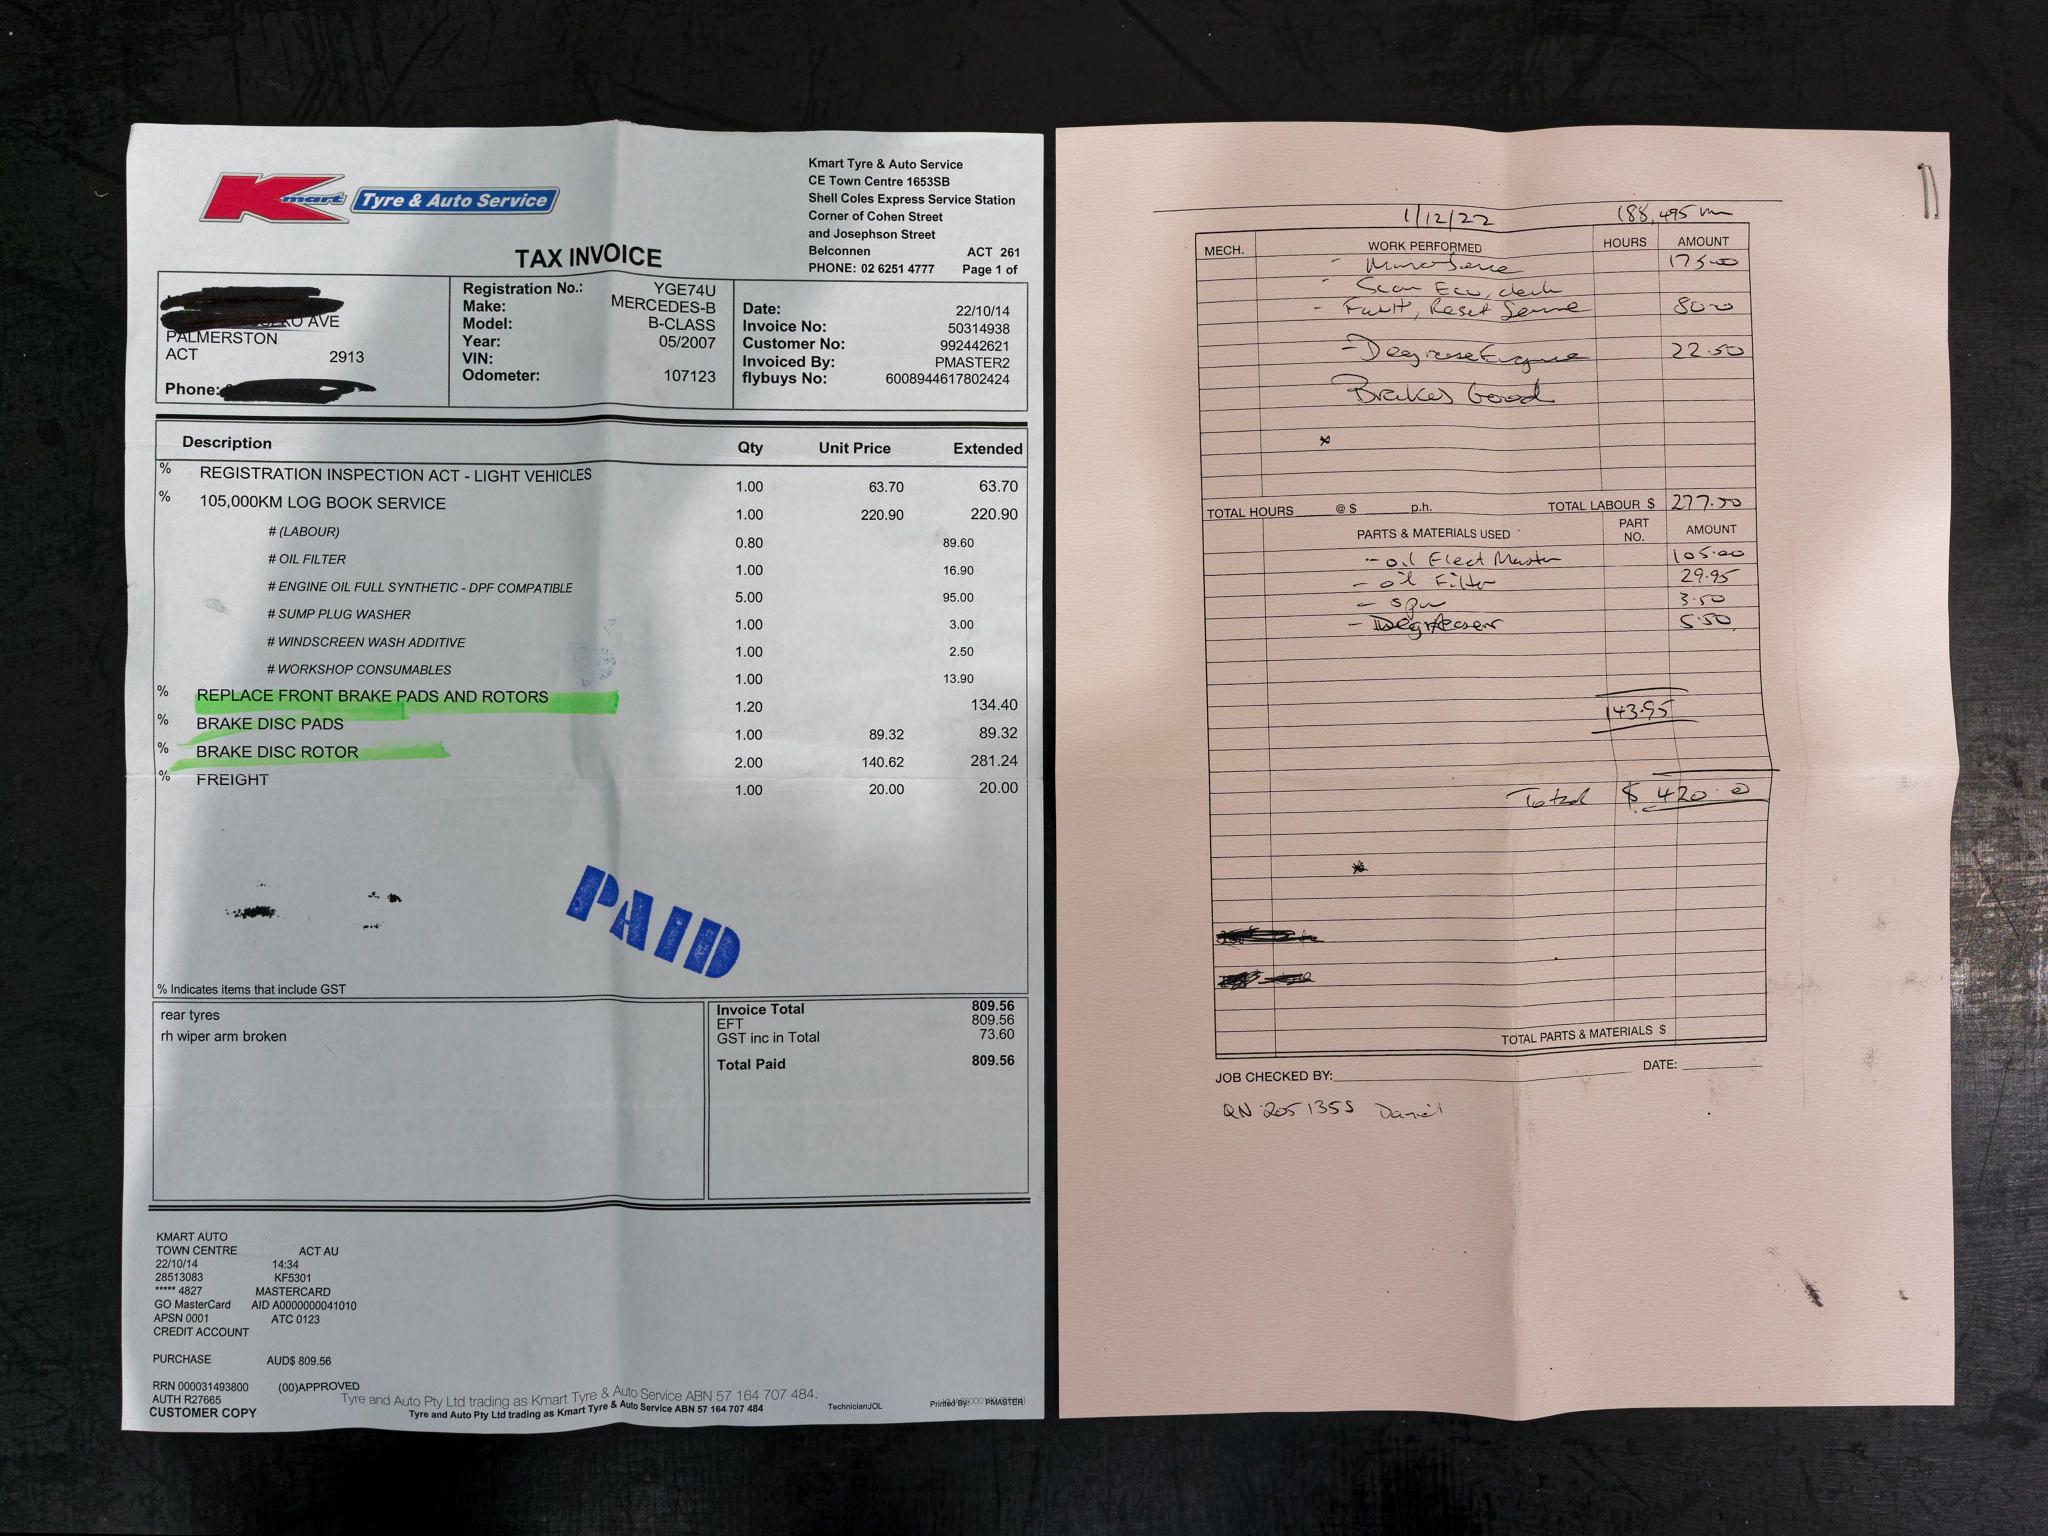 Kmart Tyre & Auto Service
Kmart Tyre & Auto Service
CE Town Centre 1653SB
Shell Coles Express Service Station
Corner of Cohen Street
and Josephson Street
Belconnen ACT 261
PHONE: 02 6251 4777 Page 1 of
TAX INVOICE
AVE
PALMERSTON
ACT 2913
Phone:
Registration No.: YGE74U
Make: MERCEDES-B
Model: B-CLASS
Year: 05/2007
VIN:
Odometer: 107123
Date: 22/10/14
Invoice No: 50314938
Customer No: 992442621
Invoiced By: PMASTER2
flybuys No: 6008944617802424
Description Qty Unit Price Extended
% REGISTRATION INSPECTION ACT - LIGHT VEHICLES 1.00 63.70 63.70
% 105,000KM LOG BOOK SERVICE 1.00 220.90 220.90
# (LABOUR) 0.80 89.60
# OIL FILTER 1.00 16.90
# ENGINE OIL FULL SYNTHETIC - DPF COMPATIBLE 5.00 95.00
# SUMP PLUG WASHER 1.00 3.00
# WINDSCREEN WASH ADDITIVE 1.00 2.50
# WORKSHOP CONSUMABLES 1.00 13.90
% REPLACE FRONT BRAKE PADS AND ROTORS 1.20 134.40
% BRAKE DISC PADS 1.00 89.32 89.32
% BRAKE DISC ROTOR 2.00 140.62 281.24
% FREIGHT 1.00 20.00 20.00
PAID
% Indicates items that include GST
rear tyres
rh wiper arm broken
Invoice Total 809.56
EFT 809.56
GST inc in Total 73.60
Total Paid 809.56
KMART AUTO
TOWN CENTRE ACT AU
22/10/14 14:34
28513083 KF5301
***** 4827 MASTERCARD
GO MasterCard AID A0000000041010
APSN 0001 ATC 0123
CREDIT ACCOUNT
PURCHASE AUD$ 809.56
RRN 000031493800 (00)APPROVED
AUTH R27665
CUSTOMER COPY
Tyre and Auto Pty Ltd trading as Kmart Tyre & Auto Service ABN 57 164 707 484.
Tyre and Auto Pty Ltd trading as Kmart Tyre & Auto Service ABN 57 164 707 484
Technician:JOL Printed By: PMASTER
1/12/22 188,495 km
MECH. WORK PERFORMED HOURS AMOUNT
- Minor Service 175.00
- Scan Ecu, check
- Fault, Reset Service 80.00
- Degrease Engine 22.50
Brakes Good
TOTAL HOURS @ $ p.h. TOTAL LABOUR $ 277.50
PARTS & MATERIALS USED PART NO. AMOUNT
- oil Elect Master 105.00
- oil Filter 29.95
- spw 3.50
- Degreaser 5.50
143.95
Total $ 420.0
TOTAL PARTS & MATERIALS $
JOB CHECKED BY: DATE:
QN 2051355 Daniel